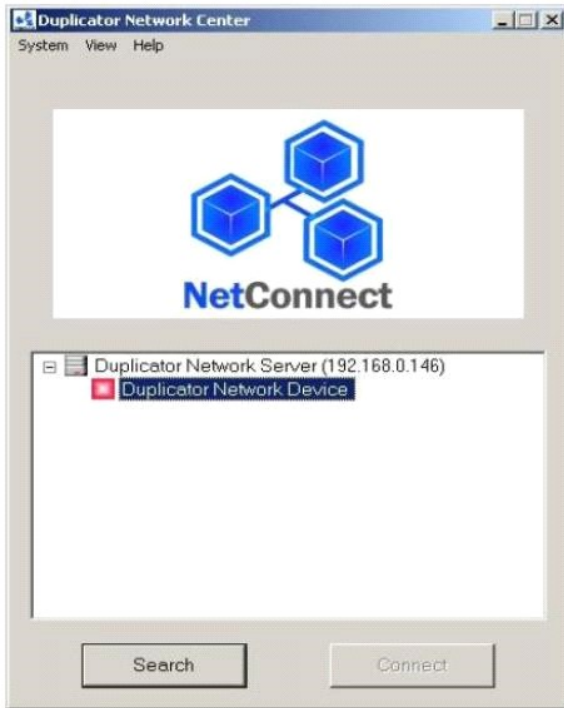 Duplicator Network Center
System View Help
NetConnect
Duplicator Network Server (192.168.0.146)
Duplicator Network Device
Search Connect